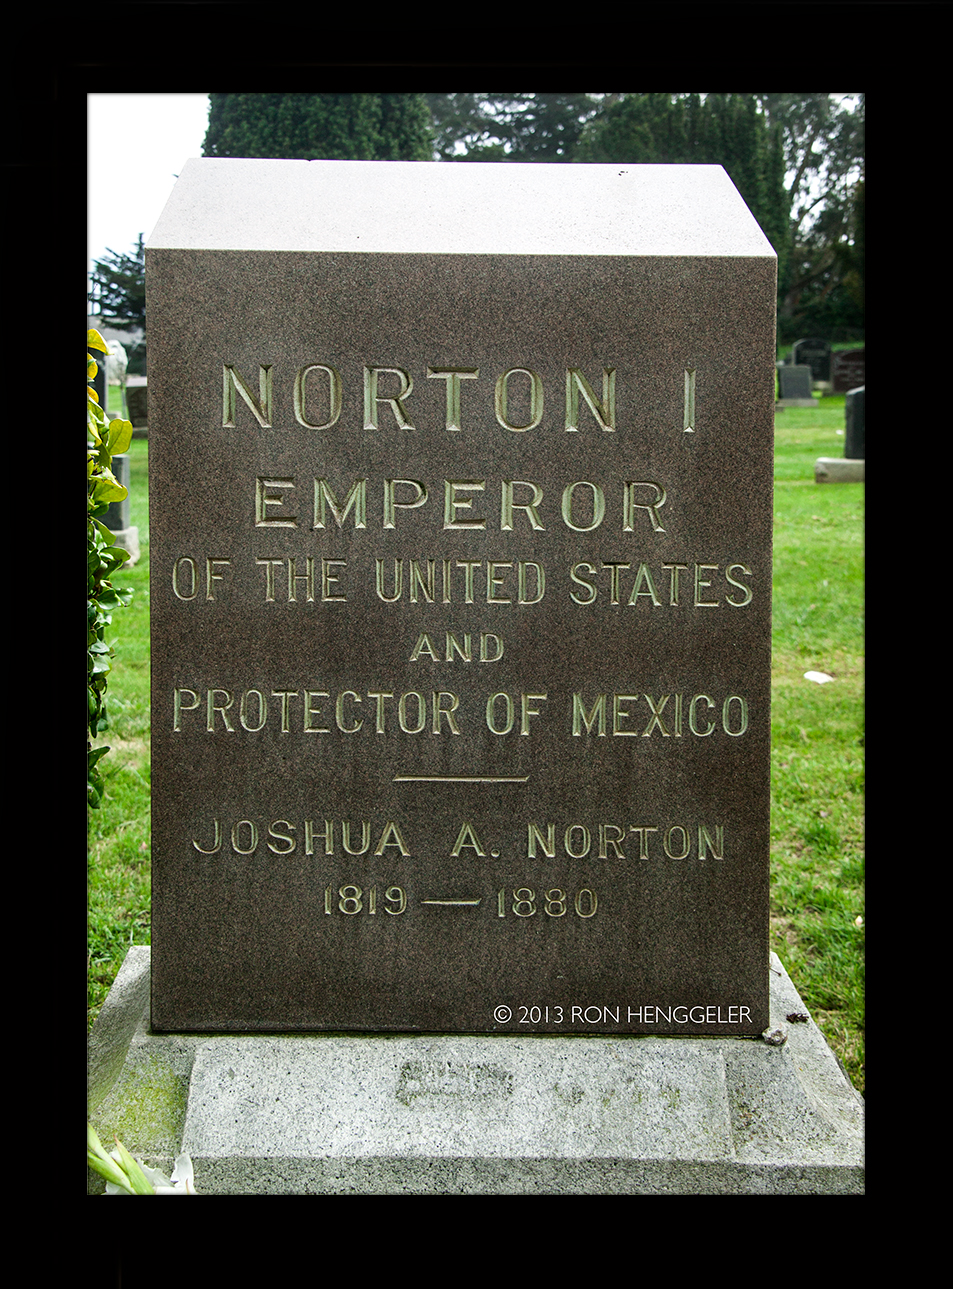 NORTON I
EMPEROR
OF THE UNITED STATES
AND
PROTECTOR OF MEXICO
JOSHUA A. NORTON
1819 — 1880
© 2013 RON HENGGELER